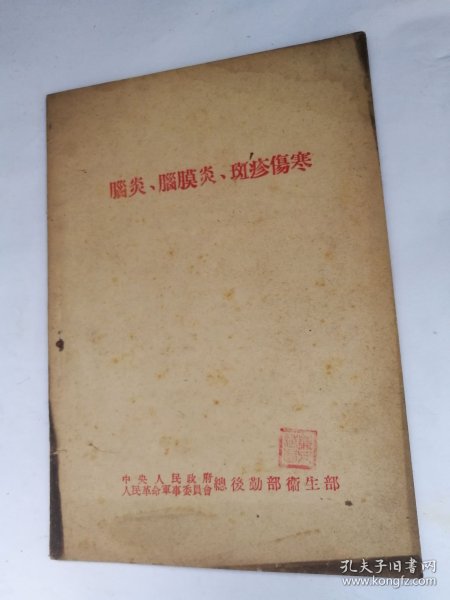 腦炎、腦膜炎、斑疹傷寒
中央人民政府
人民革命軍事委員會
總後勤部衞生部
孔夫子旧书网
www.kongfz.com